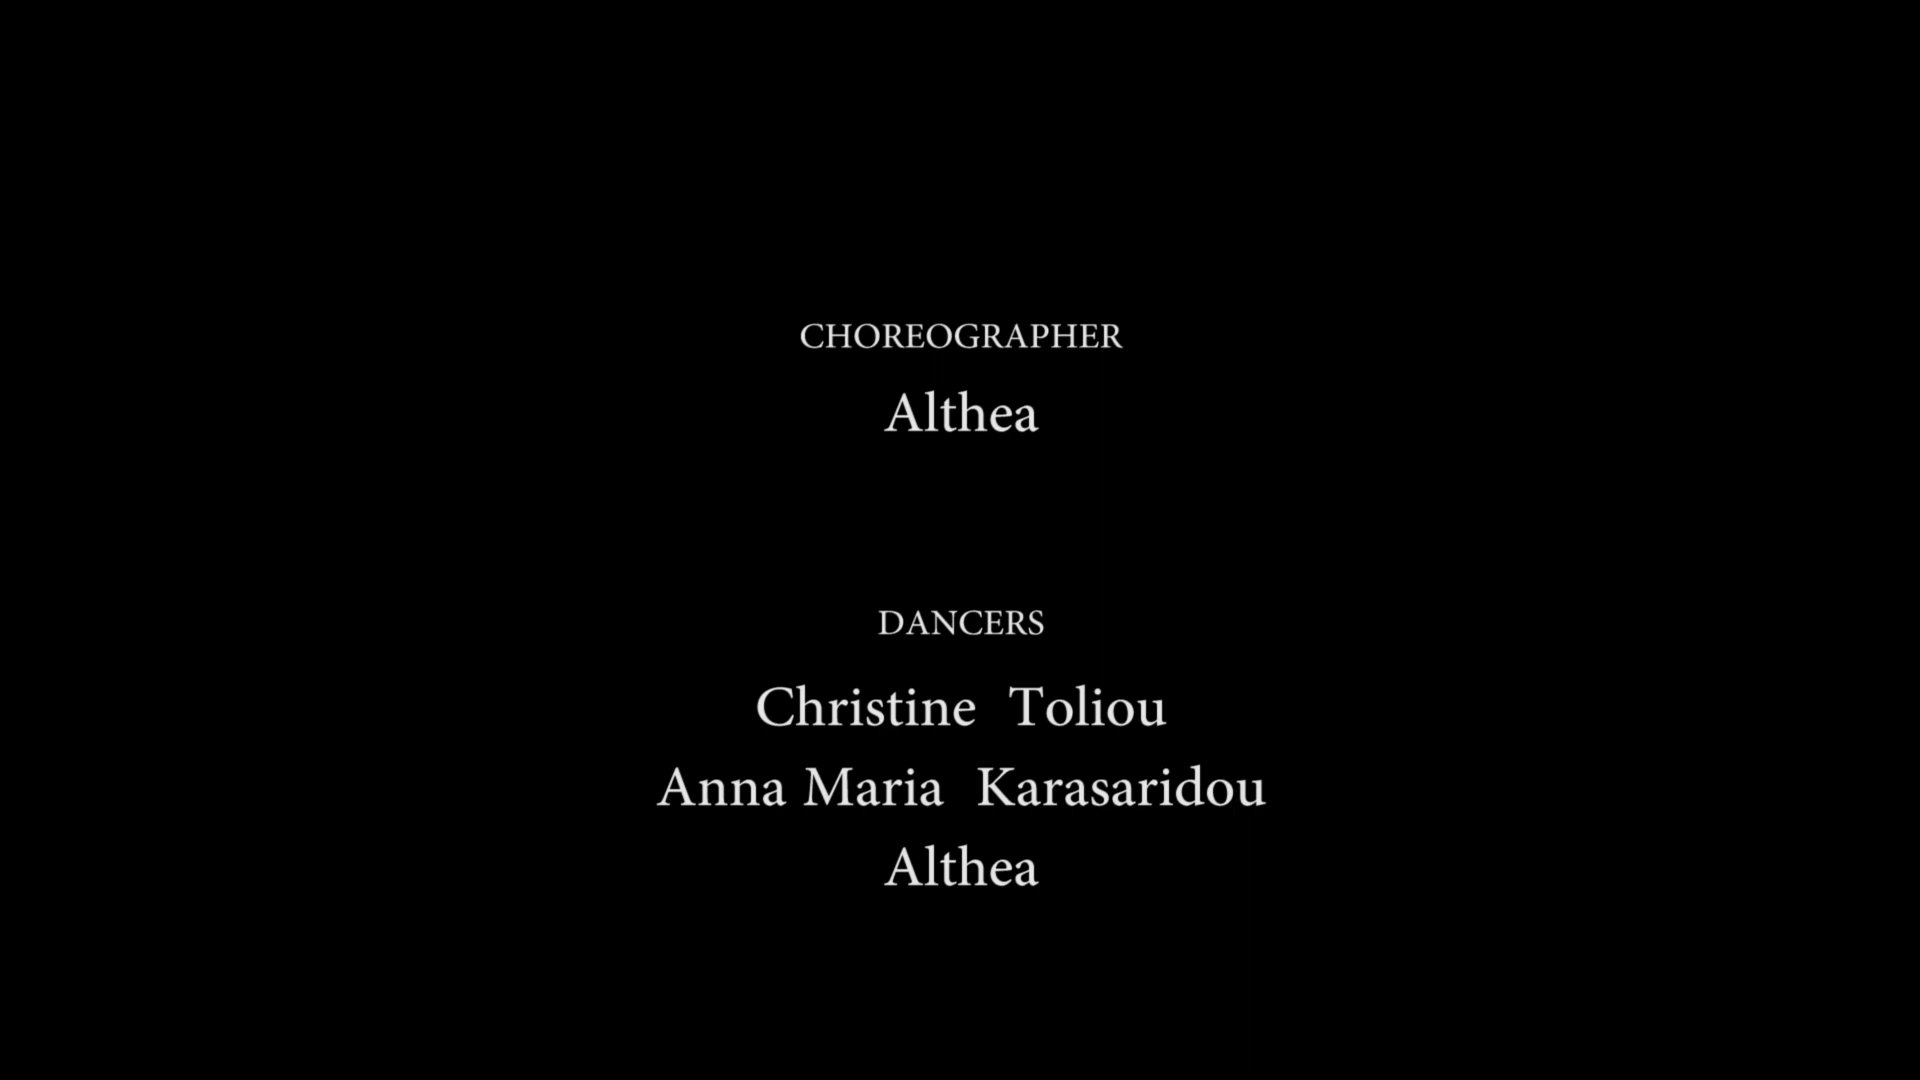 CHOREOGRAPHER
Althea
DANCERS
Christine Toliou
Anna Maria Karasaridou
Althea